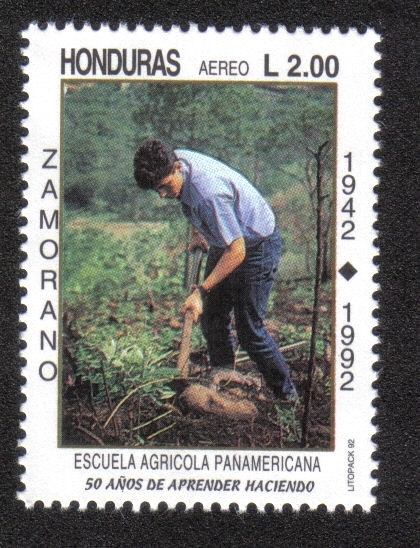 HONDURAS AEREO L 2.00
ZAMORANO
1942 ◆ 1992
ESCUELA AGRICOLA PANAMERICANA
50 AÑOS DE APRENDER HACIENDO
LITOPACK 92